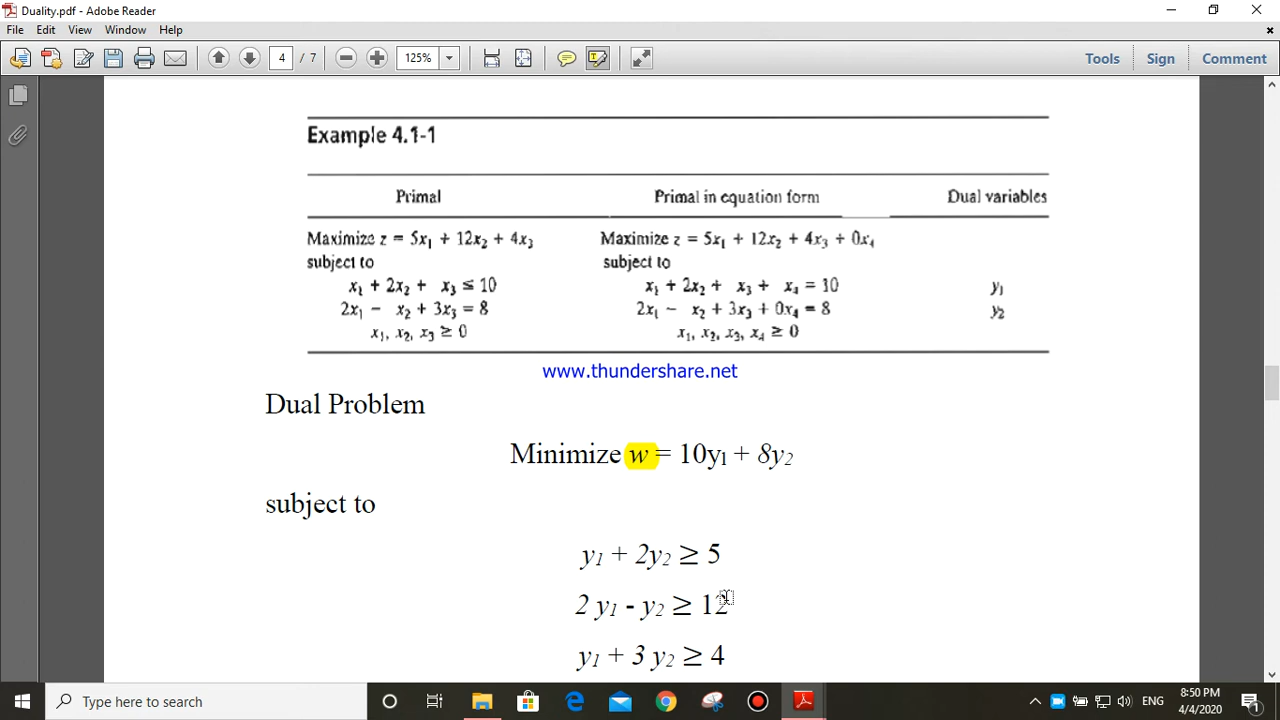 Duality.pdf - Adobe Reader
File Edit View Window Help
4 / 7 125% Tools Sign Comment
Example 4.1-1
Primal Primal in equation form Dual variables
Maximize z = 5x₁ + 12x₂ + 4x₃ Maximize z = 5x₁ + 12x₂ + 4x₃ + 0x₄
subject to subject to
x₁ + 2x₂ + x₃ ≤ 10 x₁ + 2x₂ + x₃ + x₄ = 10 y₁
2x₁ − x₂ + 3x₃ = 8 2x₁ − x₂ + 3x₃ + 0x₄ = 8 y₂
x₁, x₂, x₃ ≥ 0 x₁, x₂, x₃, x₄ ≥ 0
www.thundershare.net
Dual Problem
Minimize w = 10y₁ + 8y₂
subject to
y₁ + 2y₂ ≥ 5
2 y₁ - y₂ ≥ 12
y₁ + 3 y₂ ≥ 4
Type here to search
ENG
8:50 PM
4/4/2020
1